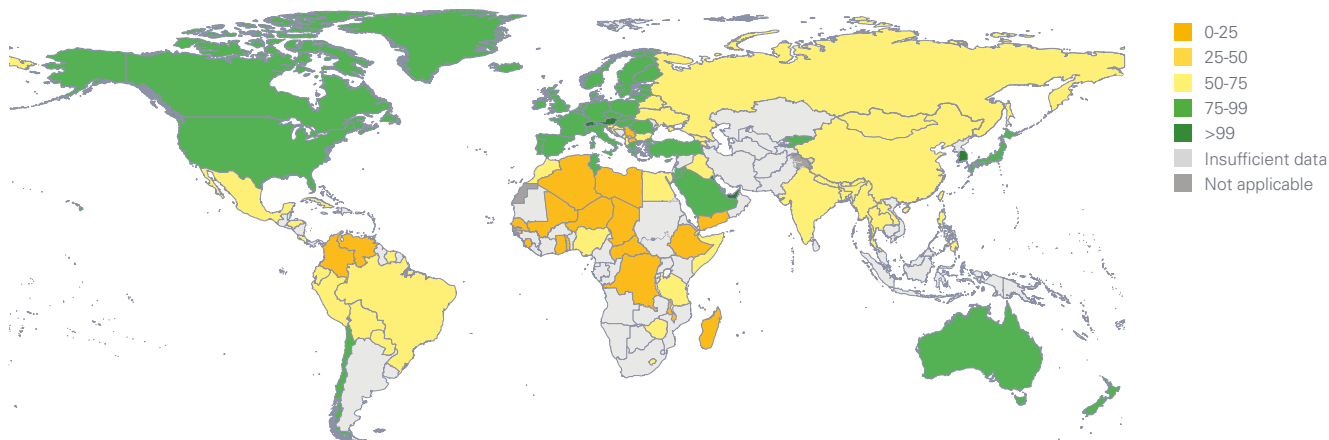 0-25
25-50
50-75
75-99
>99
Insufficient data
Not applicable